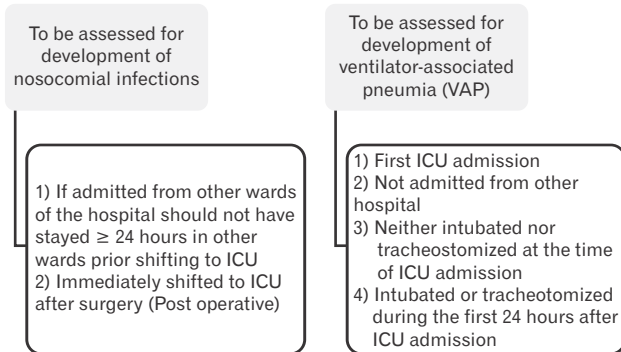 To be assessed for
development of
nosocomial infections
1) If admitted from other wards
of the hospital should not have
stayed ≥ 24 hours in other
wards prior shifting to ICU
2) Immediately shifted to ICU
after surgery (Post operative)
To be assessed for
development of
ventilator-associated
pneumia (VAP)
1) First ICU admission
2) Not admitted from other
hospital
3) Neither intubated nor
tracheostomized at the time
of ICU admission
4) Intubated or tracheotomized
during the first 24 hours after
ICU admission